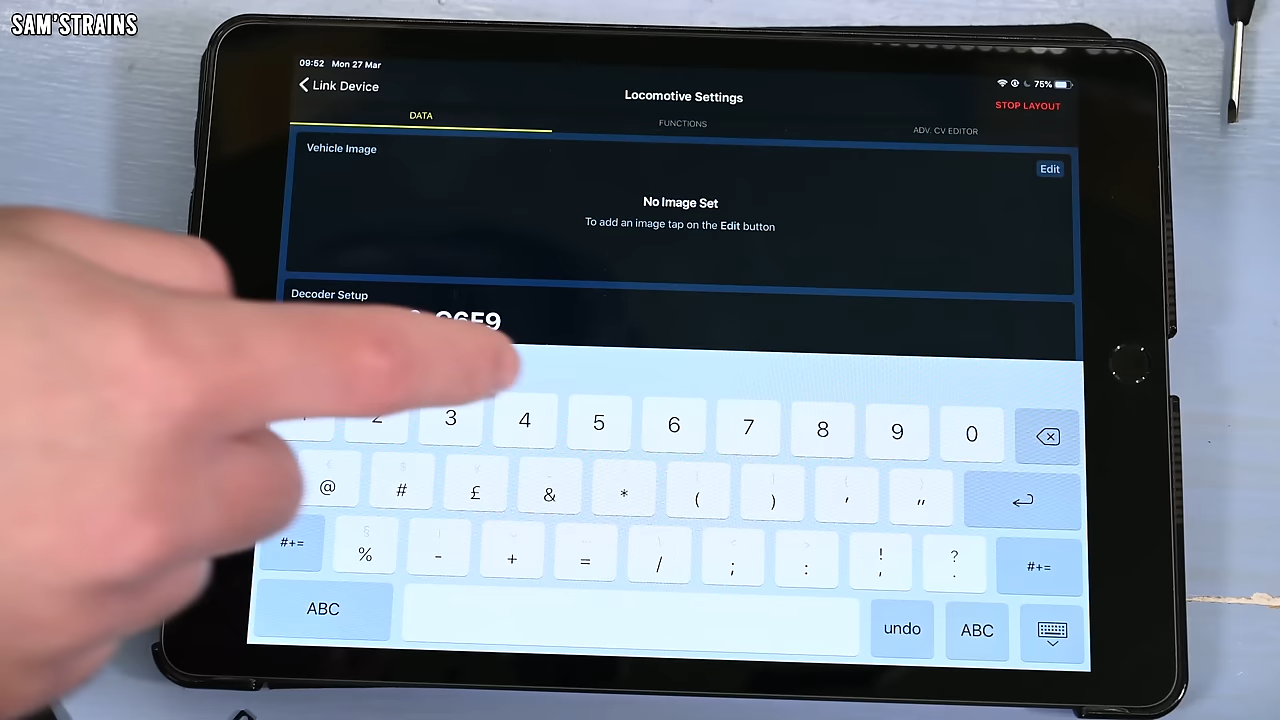 SAM'STRAINS
09:52 Mon 27 Mar
75%
Link Device
Locomotive Settings
STOP LAYOUT
DATA
FUNCTIONS
ADV. CV EDITOR
Vehicle Image
Edit
No Image Set
To add an image tap on the Edit button
Decoder Setup
2 3 4 5 6 7 8 9 0
@ # £ & * ( ) ' "
#+= % - + = / ; : ! , ? . #+=
ABC undo ABC